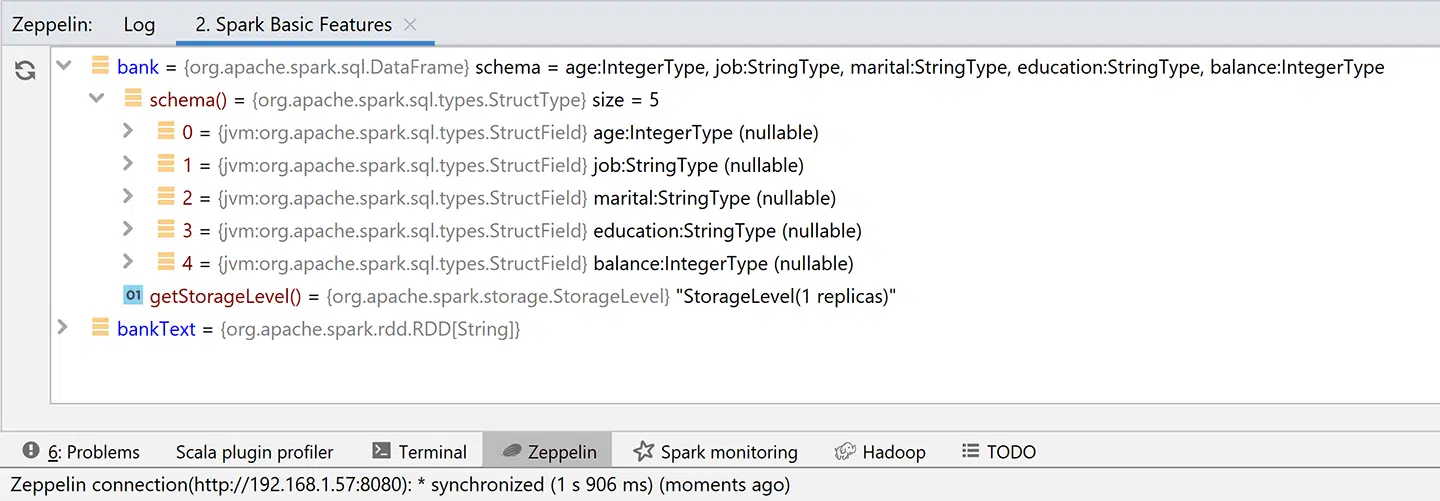 Zeppelin: Log 2. Spark Basic Features
bank = {org.apache.spark.sql.DataFrame} schema = age:IntegerType, job:StringType, marital:StringType, education:StringType, balance:IntegerType
schema() = {org.apache.spark.sql.types.StructType} size = 5
0 = {jvm:org.apache.spark.sql.types.StructField} age:IntegerType (nullable)
1 = {jvm:org.apache.spark.sql.types.StructField} job:StringType (nullable)
2 = {jvm:org.apache.spark.sql.types.StructField} marital:StringType (nullable)
3 = {jvm:org.apache.spark.sql.types.StructField} education:StringType (nullable)
4 = {jvm:org.apache.spark.sql.types.StructField} balance:IntegerType (nullable)
01 getStorageLevel() = {org.apache.spark.storage.StorageLevel} "StorageLevel(1 replicas)"
bankText = {org.apache.spark.rdd.RDD[String]}
6: Problems Scala plugin profiler Terminal Zeppelin Spark monitoring Hadoop TODO
Zeppelin connection(http://192.168.1.57:8080): * synchronized (1 s 906 ms) (moments ago)